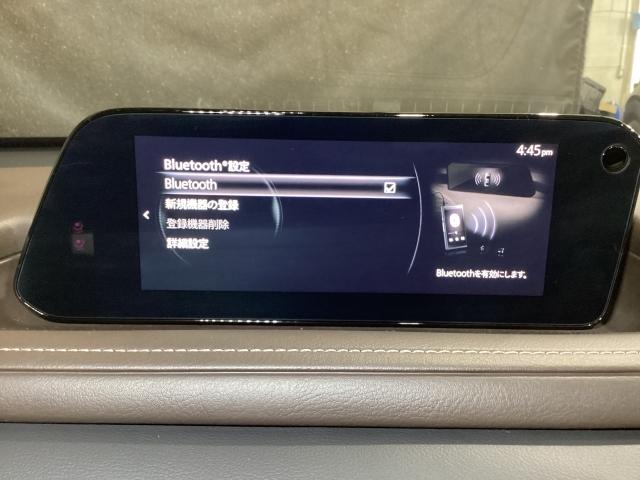 4:45pm
Bluetooth®設定
Bluetooth
新規機器の登録
登録機器削除
詳細設定
Bluetoothを有効にします。